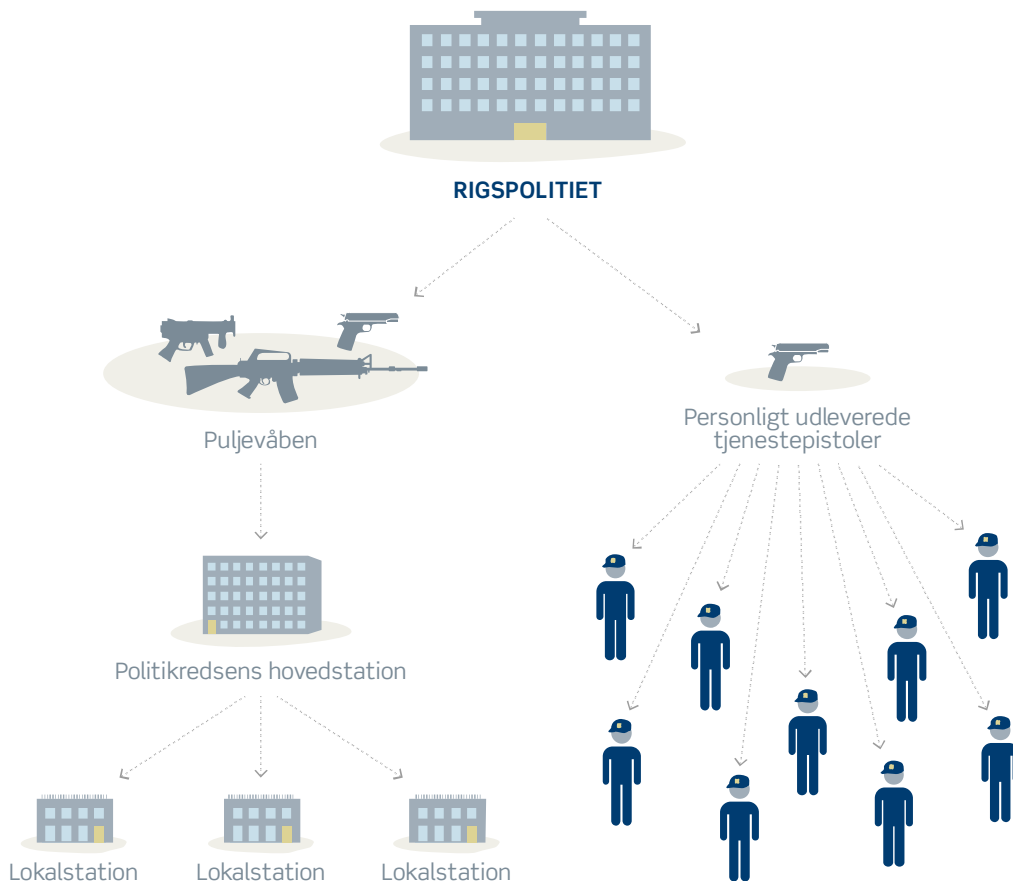 RIGSPOLITIET
Puljevåben
Personligt udleverede
tjenestepistoler
Politikredsens hovedstation
Lokalstation
Lokalstation
Lokalstation